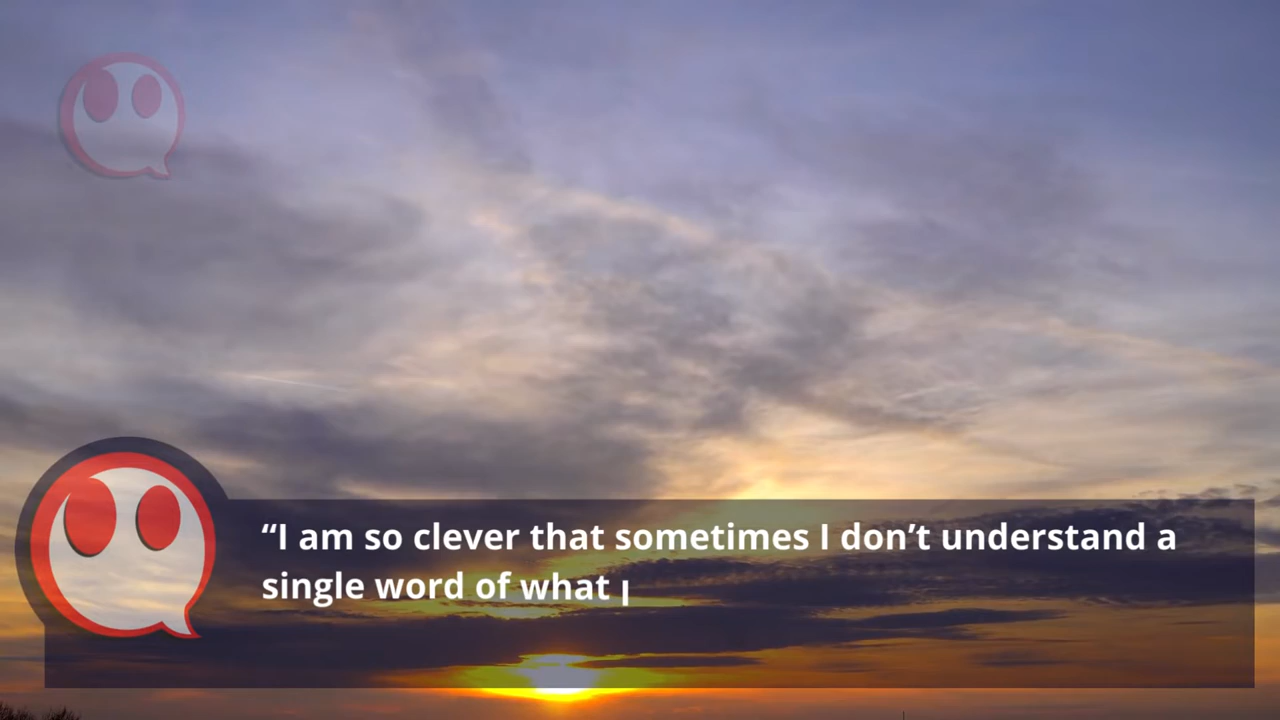 “I am so clever that sometimes I don’t understand a
single word of what I